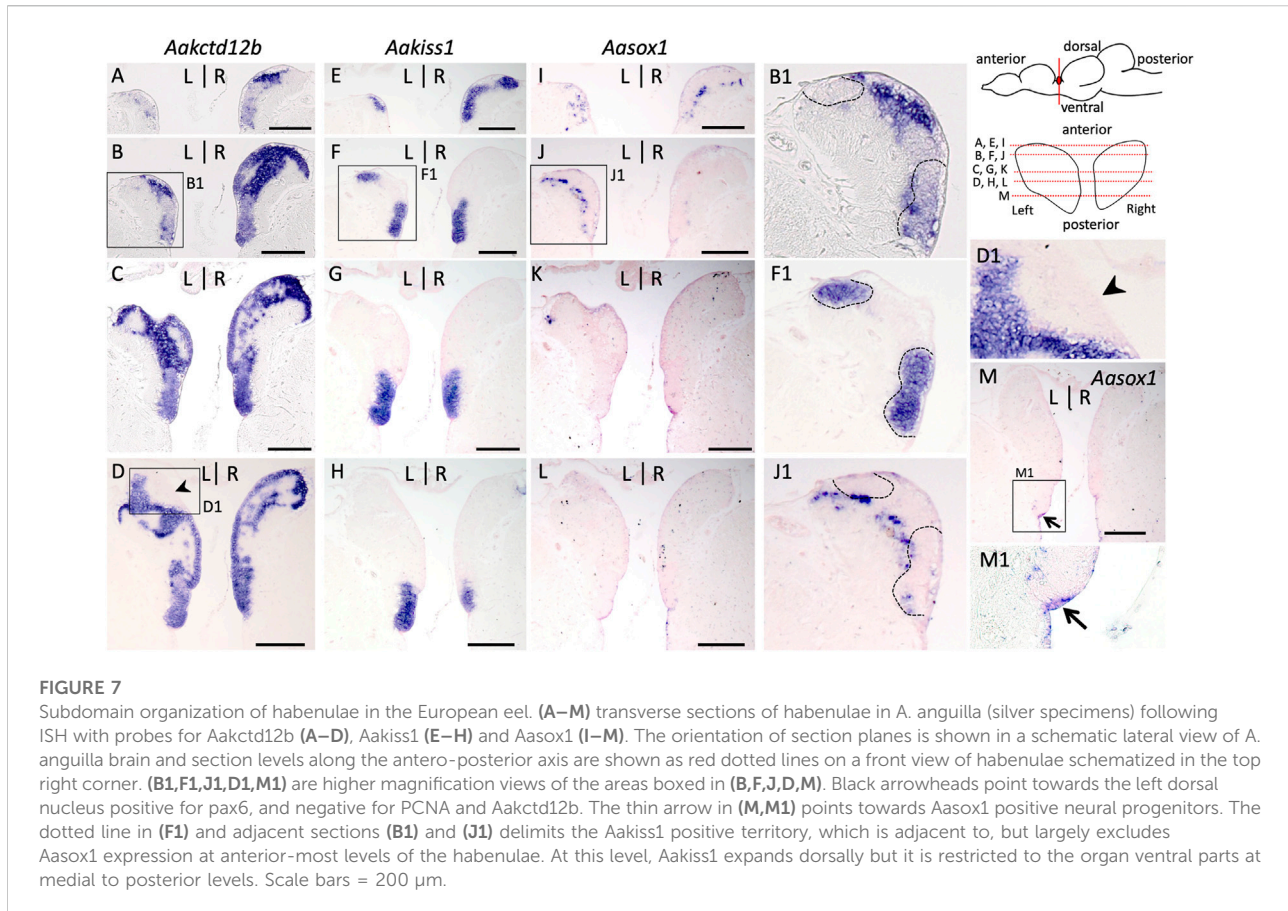 Aakctd12b
Aakiss1
Aasox1
A
L | R
E
L | R
I
L | R
B
L | R
B1
F
L | R
F1
J
L | R
J1
C
L | R
G
L | R
K
L | R
D
L | R
D1
H
L | R
L
L | R
B1
F1
J1
anterior
dorsal
posterior
ventral
anterior
A, E, I
B, F, J
C, G, K
D, H, L
M
Left
Right
posterior
D1
M
Aasox1
L | R
M1
M1
FIGURE 7
Subdomain organization of habenulae in the European eel. (A–M) transverse sections of habenulae in A. anguilla (silver specimens) following
ISH with probes for Aakctd12b (A–D), Aakiss1 (E–H) and Aasox1 (I–M). The orientation of section planes is shown in a schematic lateral view of A.
anguilla brain and section levels along the antero-posterior axis are shown as red dotted lines on a front view of habenulae schematized in the top
right corner. (B1,F1,J1,D1,M1) are higher magnification views of the areas boxed in (B,F,J,D,M). Black arrowheads point towards the left dorsal
nucleus positive for pax6, and negative for PCNA and Aakctd12b. The thin arrow in (M,M1) points towards Aasox1 positive neural progenitors. The
dotted line in (F1) and adjacent sections (B1) and (J1) delimits the Aakiss1 positive territory, which is adjacent to, but largely excludes
Aasox1 expression at anterior-most levels of the habenulae. At this level, Aakiss1 expands dorsally but it is restricted to the organ ventral parts at
medial to posterior levels. Scale bars = 200 μm.